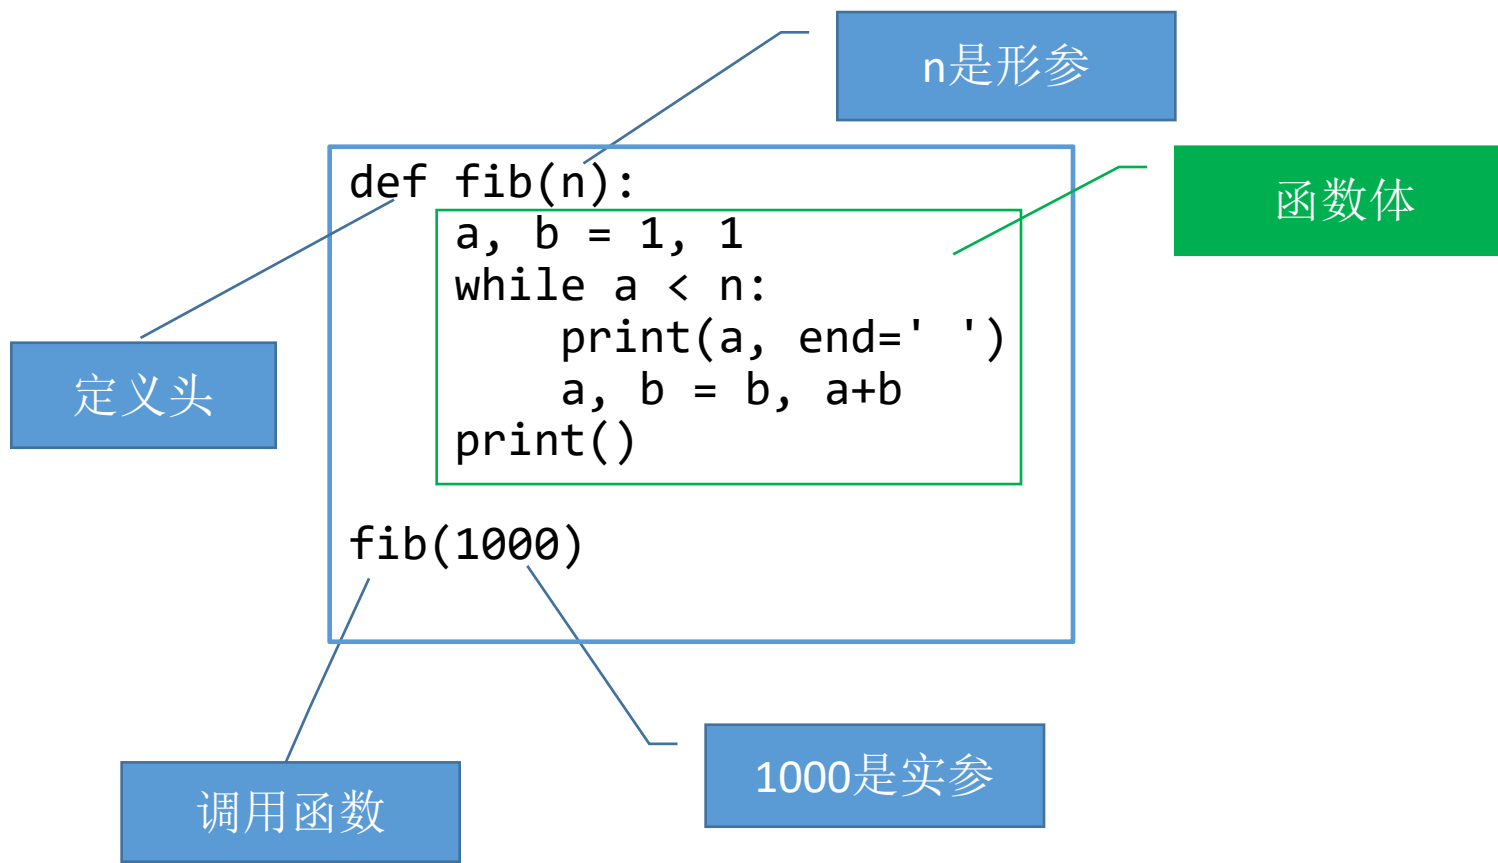 n是形参
def fib(n):
函数体
    a, b = 1, 1
    while a < n:
        print(a, end=' ')
定义头
        a, b = b, a+b
    print()
fib(1000)
1000是实参
调用函数